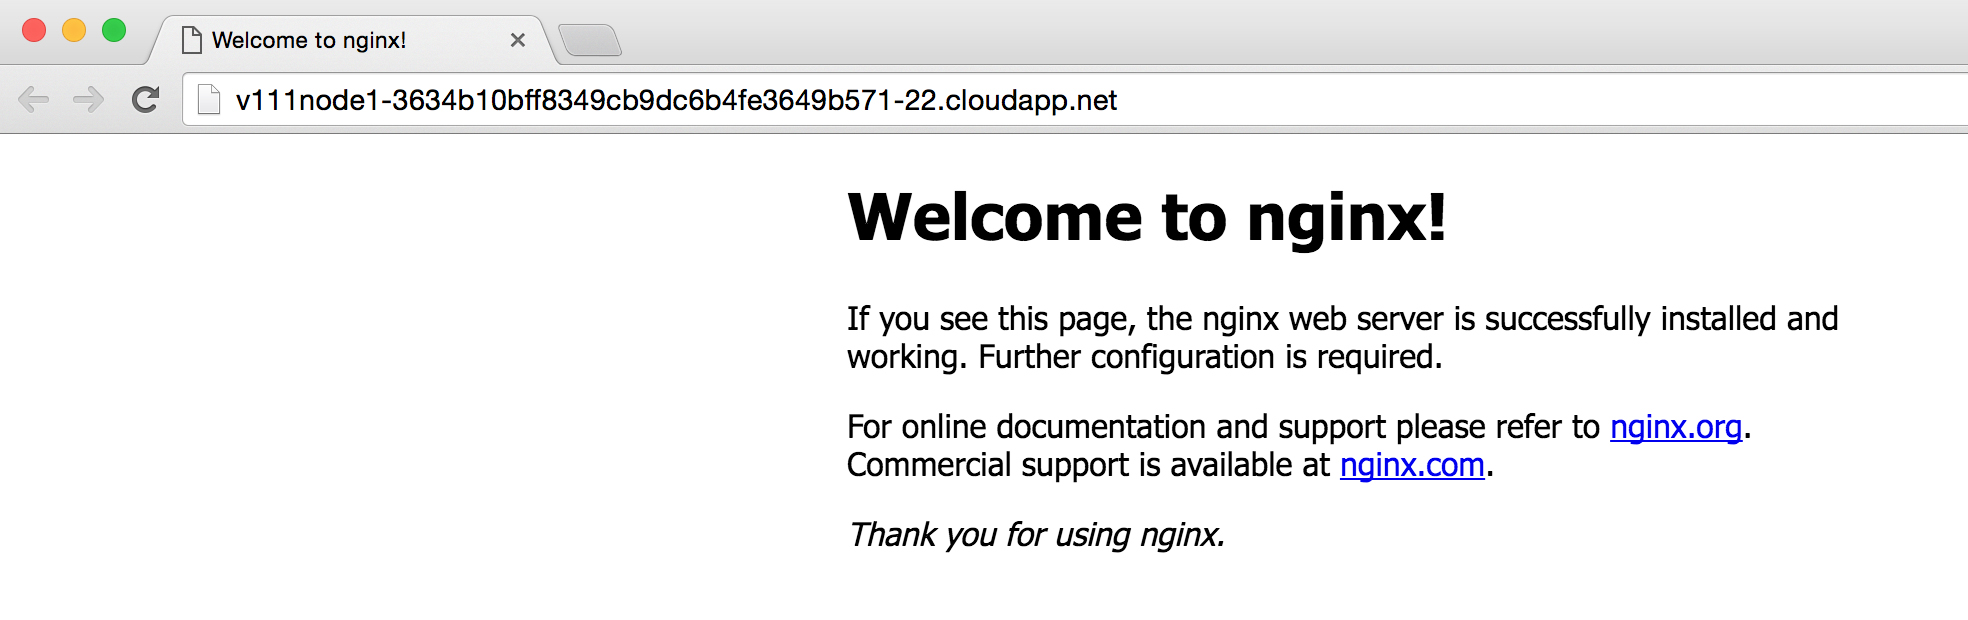 Welcome to nginx!
v111node1-3634b10bff8349cb9dc6b4fe3649b571-22.cloudapp.net
Welcome to nginx!
If you see this page, the nginx web server is successfully installed and
working. Further configuration is required.
For online documentation and support please refer to nginx.org.
Commercial support is available at nginx.com.
Thank you for using nginx.